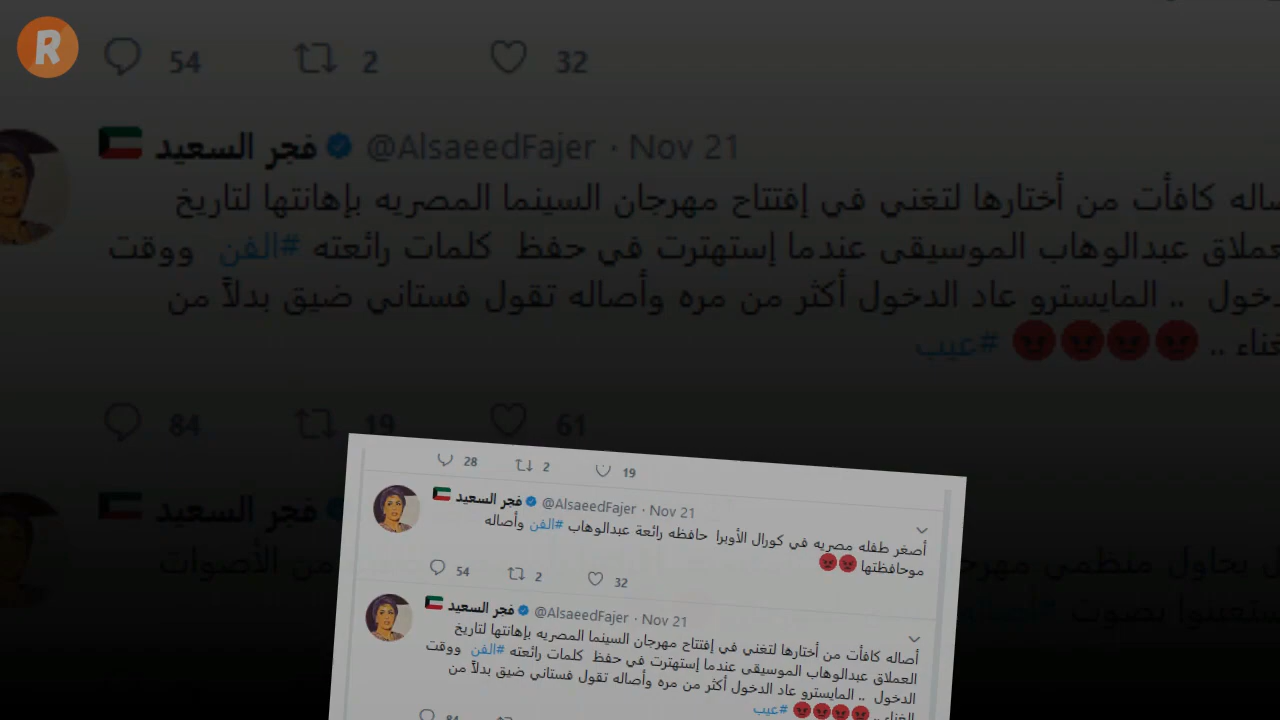 R
54 2 32
فجر السعيد @AlsaeedFajer · Nov 21
كافأت من أختارها لتغني في إفتتاح مهرجان السينما المصريه بإهانتها لتاريخ
عبدالوهاب الموسيقى عندما إستهترت في حفظ كلمات رائعته #الفن ووقت
.. المايسترو عاد الدخول أكثر من مره وأصاله تقول فستاني ضيق بدلاً من
.. 😡😡😡😡 #عيب
84 19 61
فجر السعيد
يحاول منظمي
من الأصوات
28 2 19
فجر السعيد @AlsaeedFajer · Nov 21
أصغر طفله مصريه في كورال الأوبرا حافظه رائعة عبدالوهاب #الفن وأصاله
موحافظتها 😡😡
54 2 32
فجر السعيد @AlsaeedFajer · Nov 21
أصاله كافأت من أختارها لتغني في إفتتاح مهرجان السينما المصريه بإهانتها لتاريخ
العملاق عبدالوهاب الموسيقى عندما إستهترت في حفظ كلمات رائعته #الفن ووقت
الدخول .. المايسترو عاد الدخول أكثر من مره وأصاله تقول فستاني ضيق بدلاً من
الغناء .. 😡😡😡😡 #عيب
84